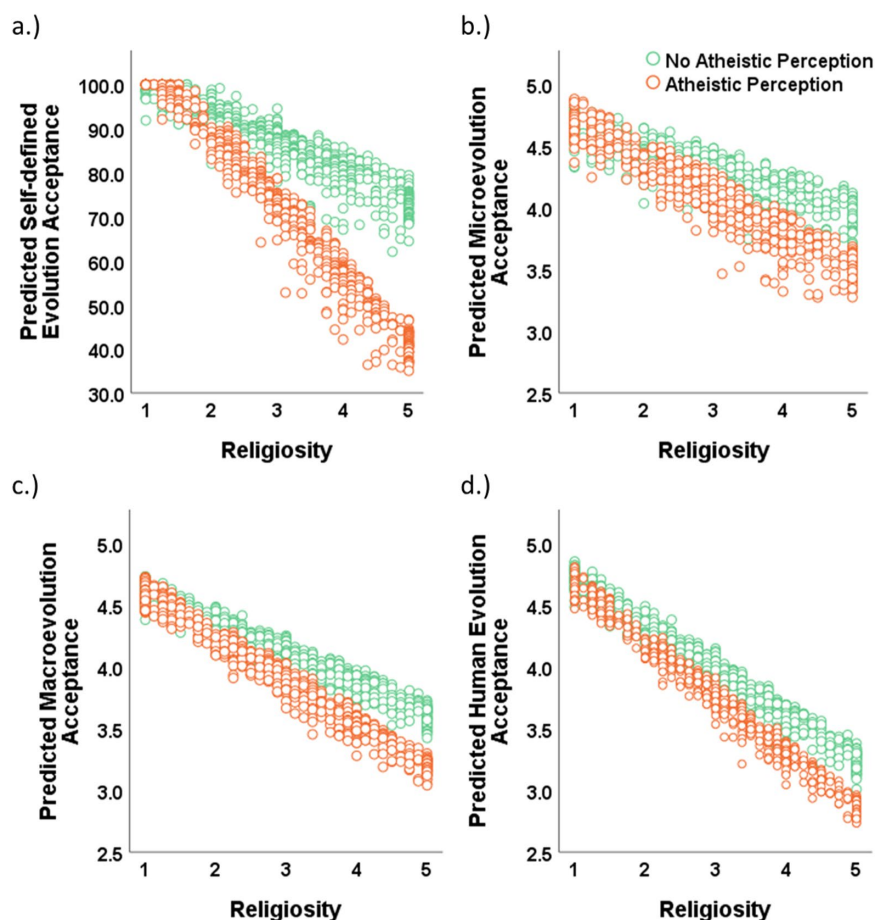 a.)
Predicted Self-defined
Evolution Acceptance
100.0
90.0
80.0
70.0
60.0
50.0
40.0
30.0
1 2 3 4 5
Religiosity
b.)
No Atheistic Perception
Atheistic Perception
Predicted Microevolution
Acceptance
5.0
4.5
4.0
3.5
3.0
2.5
1 2 3 4 5
Religiosity
c.)
Predicted Macroevolution
Acceptance
5.0
4.5
4.0
3.5
3.0
2.5
1 2 3 4 5
Religiosity
d.)
Predicted Human Evolution
Acceptance
5.0
4.5
4.0
3.5
3.0
2.5
1 2 3 4 5
Religiosity